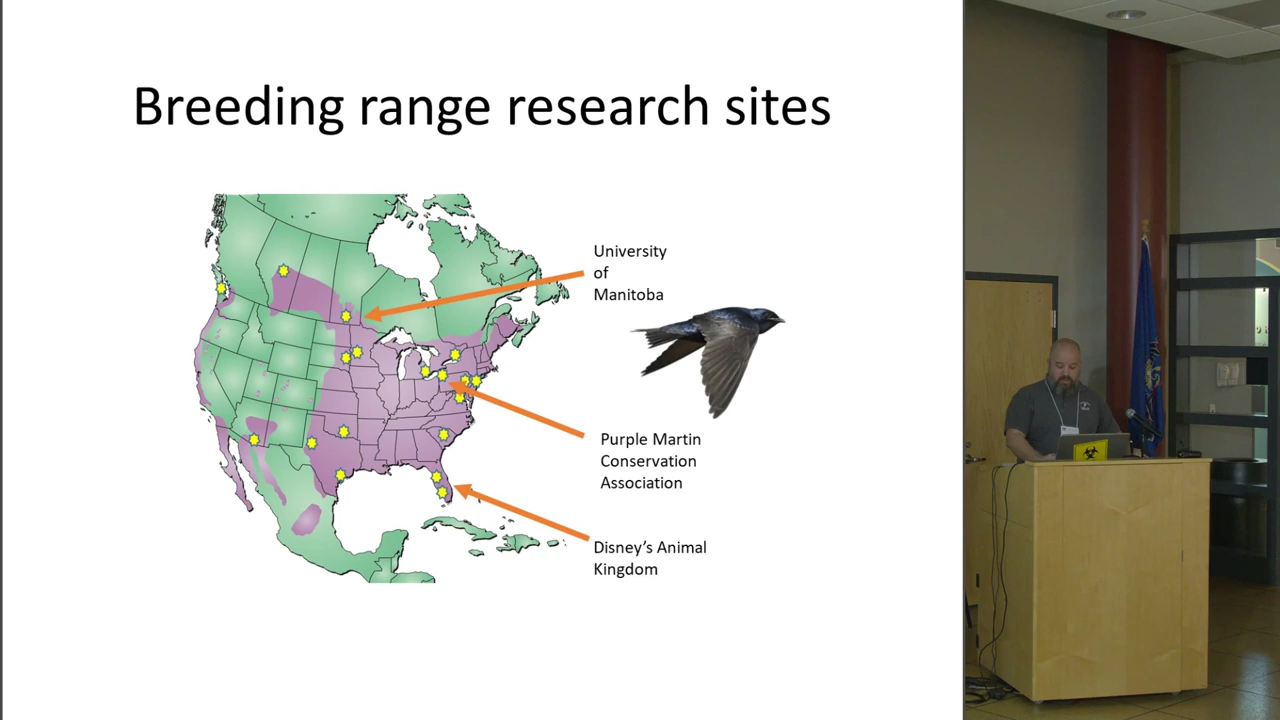 Breeding range research sites
University
of
Manitoba
Purple Martin
Conservation
Association
Disney's Animal
Kingdom